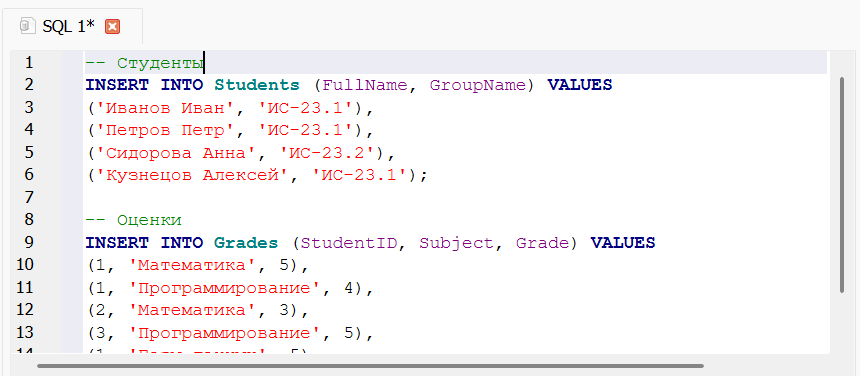 SQL 1*
1 -- Студенты
2 INSERT INTO Students (FullName, GroupName) VALUES
3 ('Иванов Иван', 'ИС-23.1'),
4 ('Петров Петр', 'ИС-23.1'),
5 ('Сидорова Анна', 'ИС-23.2'),
6 ('Кузнецов Алексей', 'ИС-23.1');
7
8 -- Оценки
9 INSERT INTO Grades (StudentID, Subject, Grade) VALUES
10 (1, 'Математика', 5),
11 (1, 'Программирование', 4),
12 (2, 'Математика', 3),
13 (3, 'Программирование', 5),
14